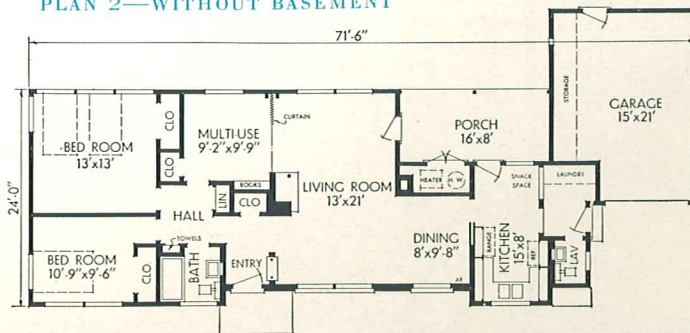 PLAN 2—WITHOUT BASEMENT
71'-6"
24'-0"
BED ROOM
13'x13'
CLO
CLO
MULTI-USE
9'-2"x9'-9"
CURTAIN
BOOKS
LIN
CLO
HALL
LIVING ROOM
13'x21'
PORCH
16'x8'
HEATER
H.W.
SNACK
SPACE
LAUNDRY
STORAGE
GARAGE
15'x21'
BED ROOM
10'-9"x9'-6"
CLO
TOWELS
BATH
ENTRY
DINING
8'x9'-8"
RANGE
KITCHEN
15'x8'
REF
LAV